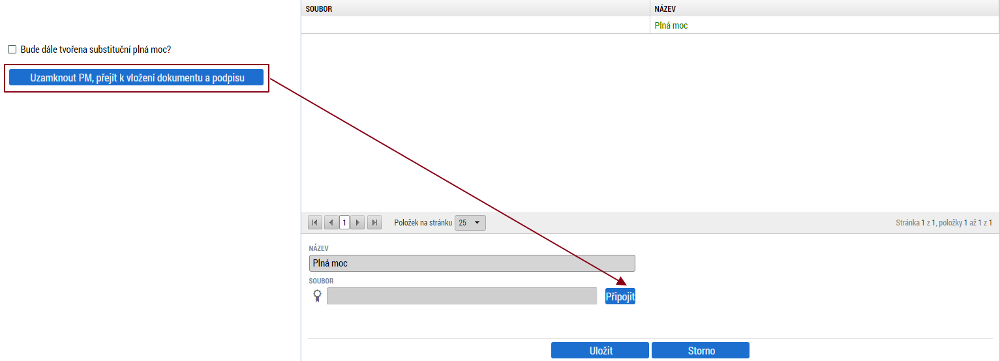 SOUBOR NÁZEV
Plná moc
Bude dále tvořena substituční plná moc?
Uzamknout PM, přejít k vložení dokumentu a podpisu
1 Položek na stránku 25 Stránka 1 z 1, položky 1 až 1 z 1
NÁZEV
Plná moc
SOUBOR
Připojit
Uložit Storno